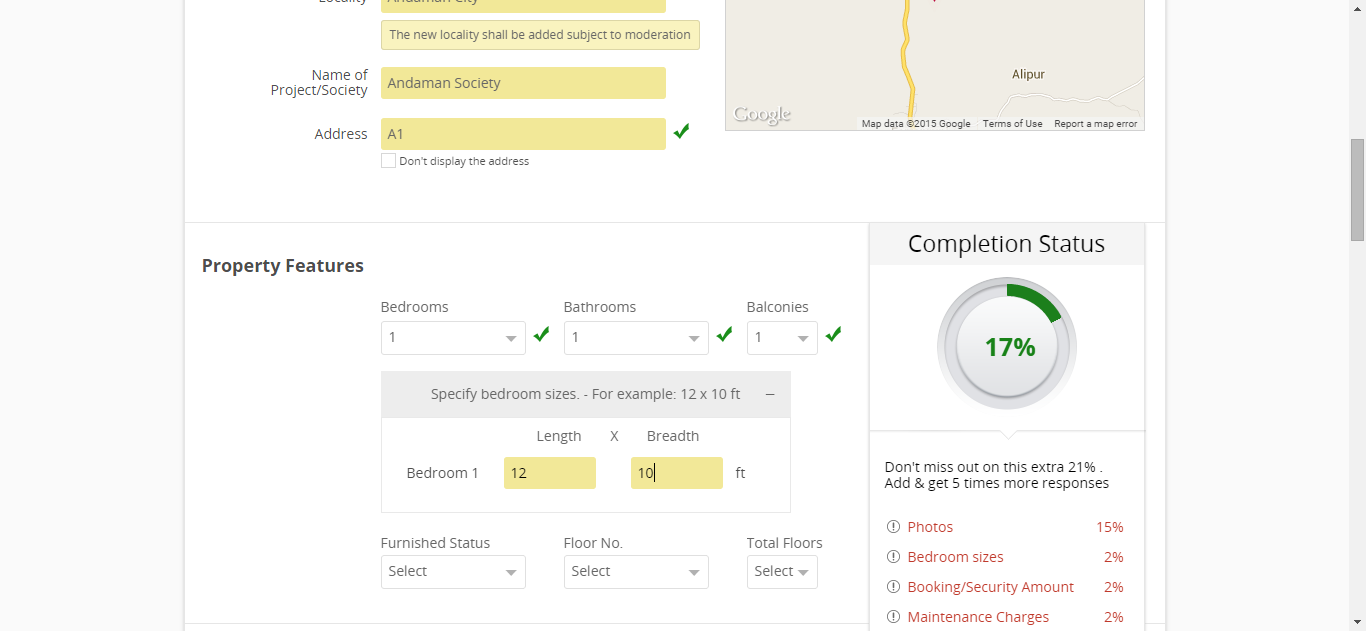 Locality
Andaman City
The new locality shall be added subject to moderation
Name of
Project/Society
Andaman Society
Address
A1
Don't display the address
Alipur
Google
Map data ©2015 Google
Terms of Use
Report a map error
Property Features
Bedrooms
Bathrooms
Balconies
1
1
1
Specify bedroom sizes. - For example: 12 x 10 ft
–
Length X Breadth
Bedroom 1
12
10
ft
Furnished Status
Floor No.
Total Floors
Select
Select
Select
Completion Status
17%
Don't miss out on this extra 21% .
Add & get 5 times more responses
Photos 15%
Bedroom sizes 2%
Booking/Security Amount 2%
Maintenance Charges 2%